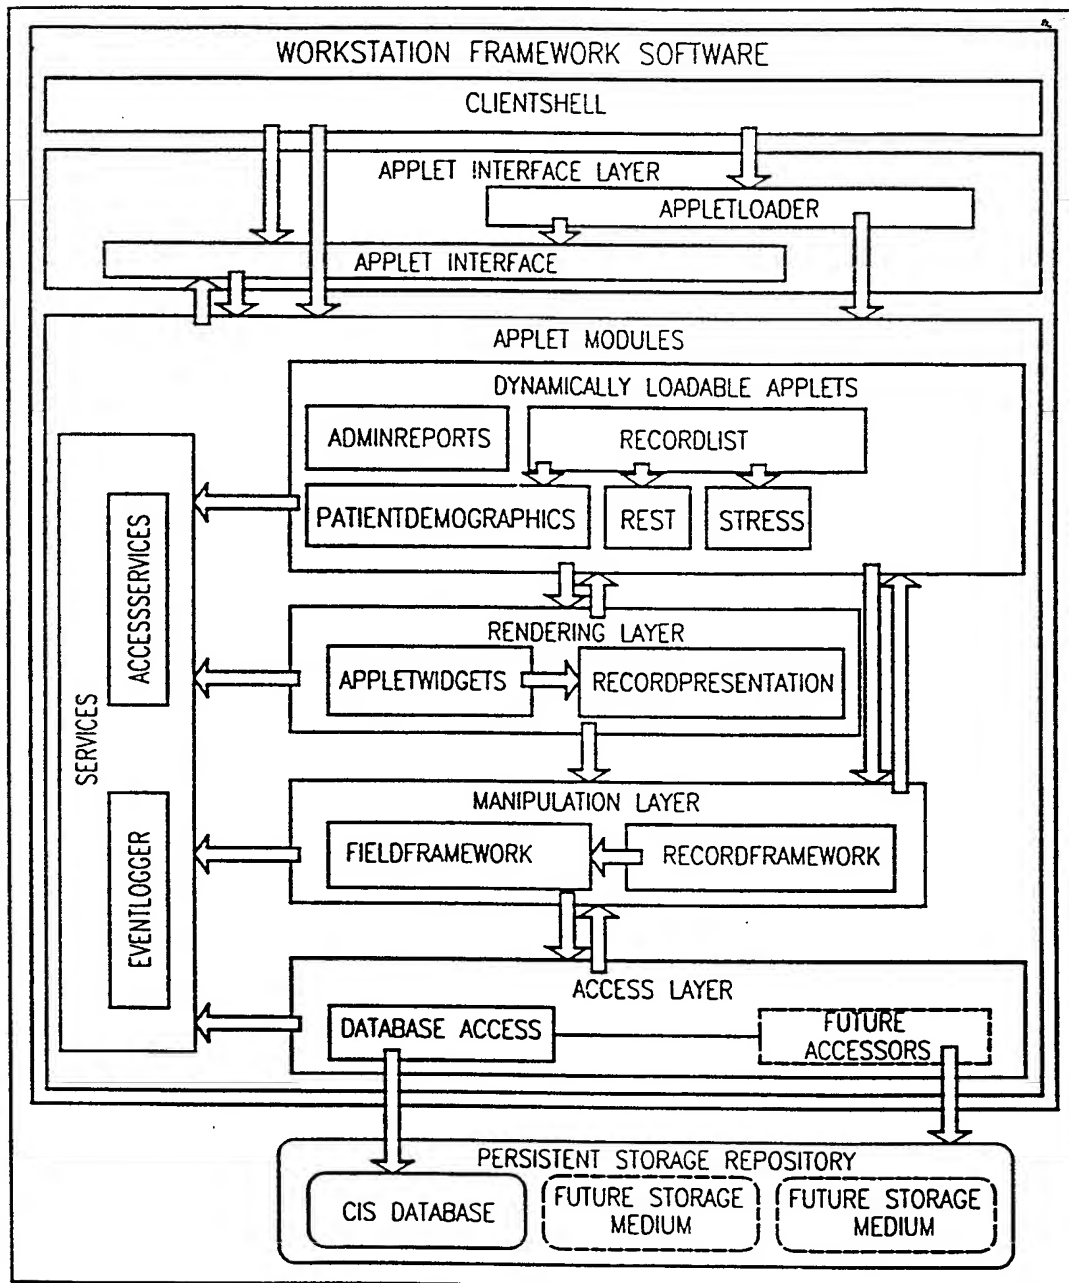 WORKSTATION FRAMEWORK SOFTWARE
CLIENTSHELL
APPLET INTERFACE LAYER
APPLETLOADER
APPLET INTERFACE
APPLET MODULES
DYNAMICALLY LOADABLE APPLETS
ADMINREPORTS
RECORDLIST
PATIENTDEMOGRAPHICS
REST
STRESS
SERVICES
ACCESSSERVICES
EVENTLOGGER
RENDERING LAYER
APPLETWIDGETS
RECORDPRESENTATION
MANIPULATION LAYER
FIELDFRAMEWORK
RECORDFRAMEWORK
ACCESS LAYER
DATABASE ACCESS
FUTURE
ACCESSORS
PERSISTENT STORAGE REPOSITORY
CIS DATABASE
FUTURE STORAGE
MEDIUM
FUTURE STORAGE
MEDIUM